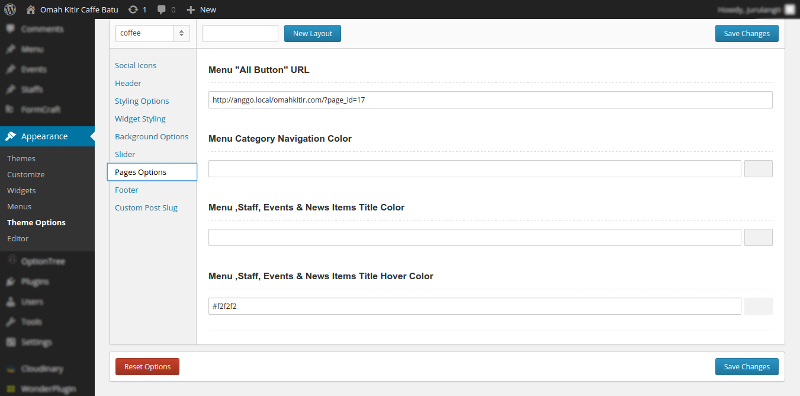 Omah Kitir Caffe Batu 1 0 New
Comments
Menu
Events
Staffs
FormCraft
Appearance
Themes
Customize
Widgets
Menus
Theme Options
Editor
OptionTree
Plugins
Users
Tools
Settings
Cloudinary
WonderPlugin
coffee
New Layout
Save Changes
Social Icons
Header
Styling Options
Widget Styling
Background Options
Slider
Pages Options
Footer
Custom Post Slug
Menu "All Button" URL
http://anggo.local/omahkitir.com/?page_id=17
Menu Category Navigation Color
Menu ,Staff, Events & News Items Title Color
Menu ,Staff, Events & News Items Title Hover Color
#f2f2f2
Reset Options
Save Changes